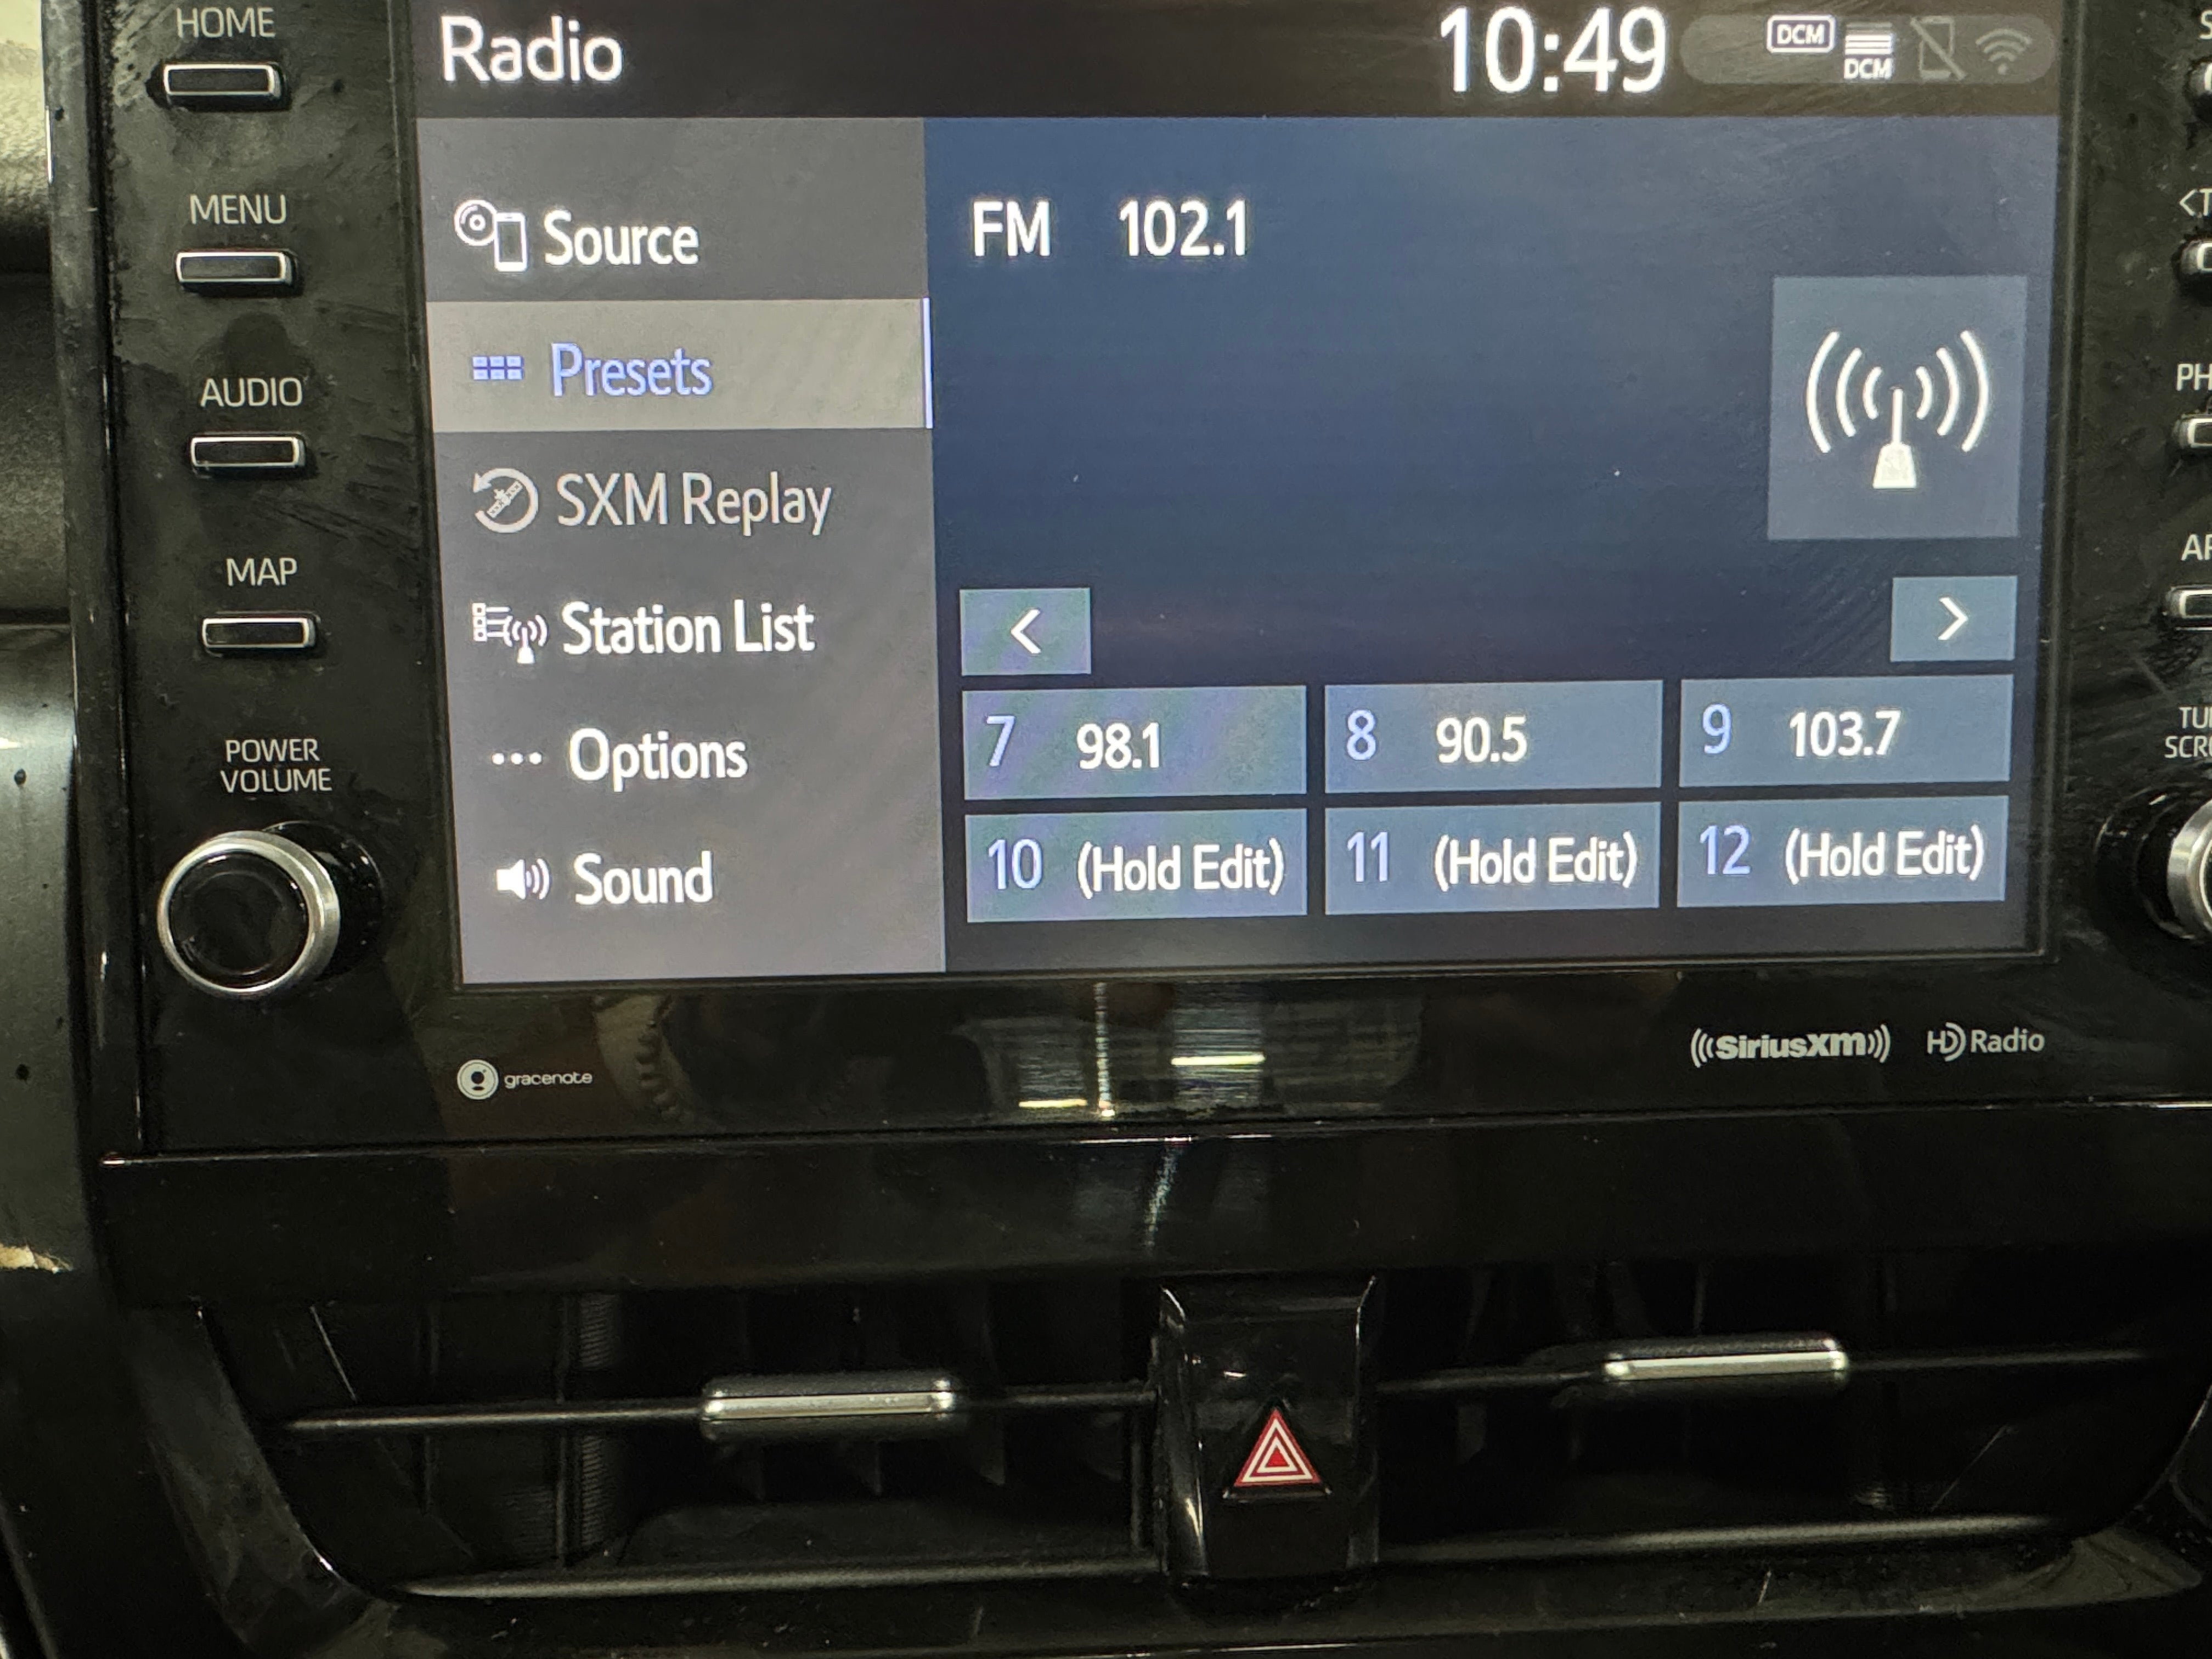 HOME
Radio
10:49
DCM
DCM
MENU
Source
FM 102.1
Presets
AUDIO
SXM Replay
MAP
Station List
<
>
Options
7 98.1
8 90.5
9 103.7
POWER
VOLUME
Sound
10 (Hold Edit)
11 (Hold Edit)
12 (Hold Edit)
gracenote
SiriusXM
HD Radio